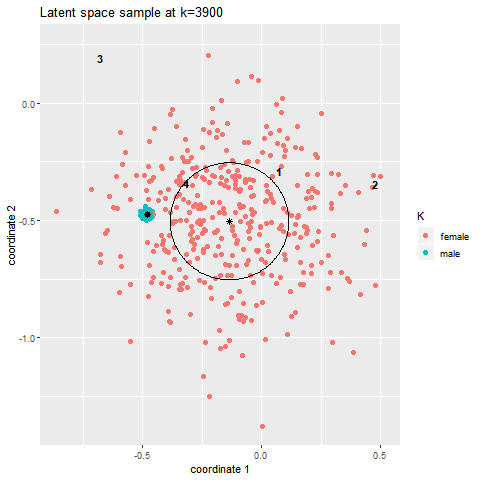 Latent space sample at k=3900
3
0.0
1
4
2
-0.5
-1.0
coordinate 2
-0.5
0.0
0.5
coordinate 1
K
female
male